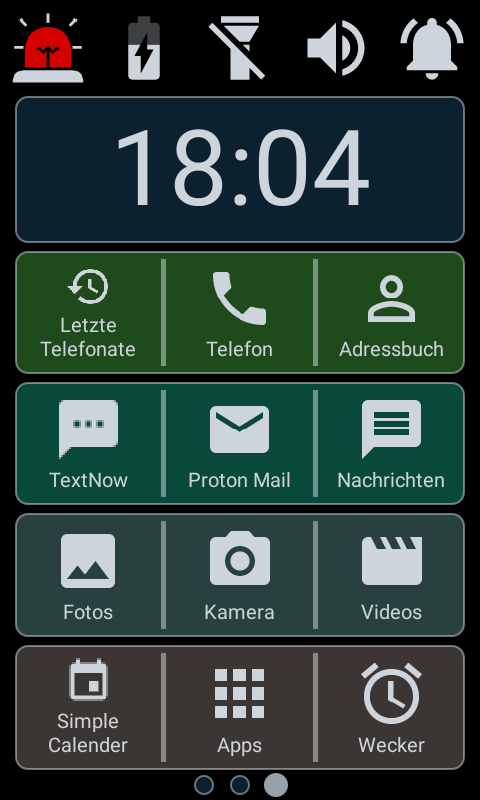 18:04
Letzte
Telefonate
Telefon
Adressbuch
TextNow
Proton Mail
Nachrichten
Fotos
Kamera
Videos
Simple
Calender
Apps
Wecker